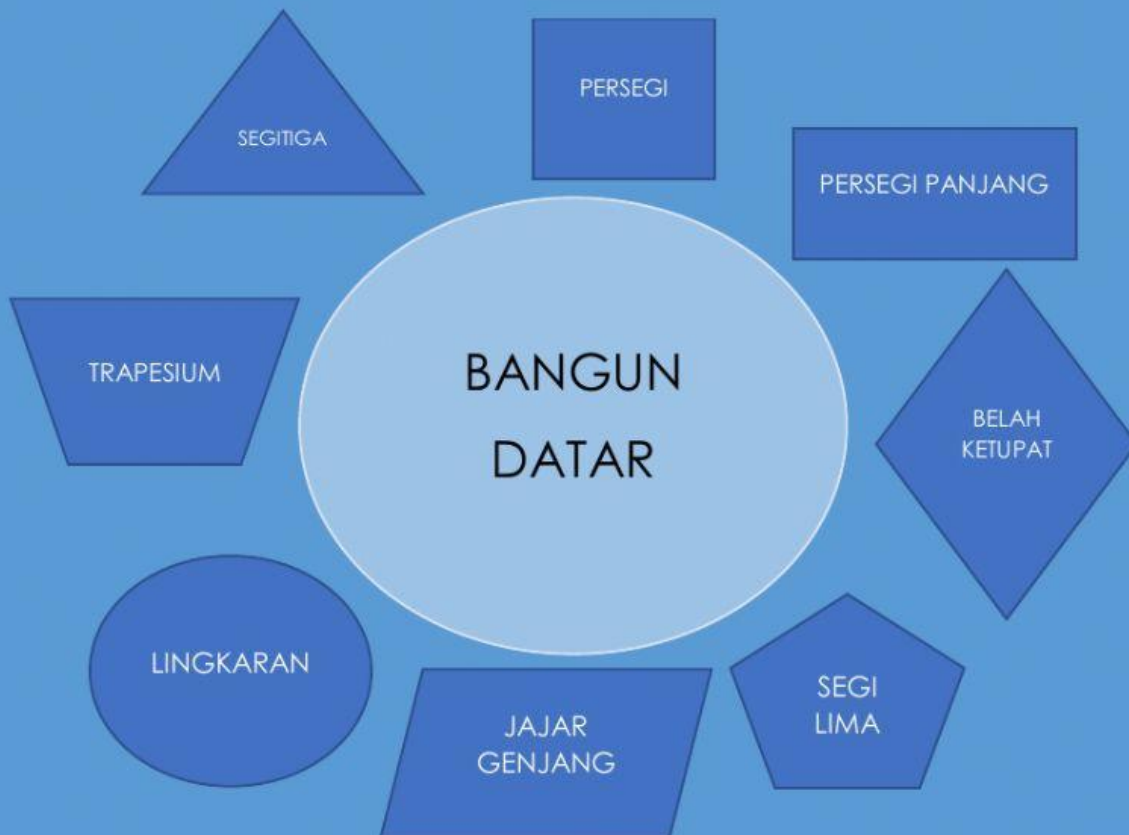 SEGITIGA
PERSEGI
PERSEGI PANJANG
TRAPESIUM
BANGUN
DATAR
BELAH
KETUPAT
LINGKARAN
JAJAR
GENJANG
SEGI
LIMA